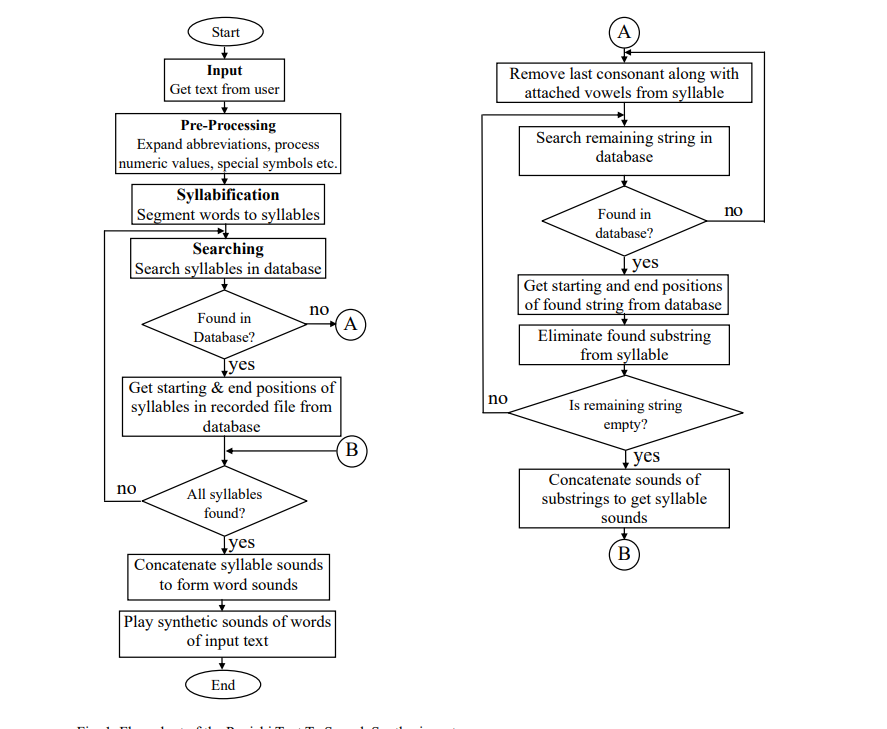 Start
Input
Get text from user
Pre-Processing
Expand abbreviations, process
numeric values, special symbols etc.
Syllabification
Segment words to syllables
Searching
Search syllables in database
Found in
Database?
no
A
yes
Get starting & end positions of
syllables in recorded file from
database
B
All syllables
found?
no
yes
Concatenate syllable sounds
to form word sounds
Play synthetic sounds of words
of input text
End
A
Remove last consonant along with
attached vowels from syllable
Search remaining string in
database
Found in
database?
no
yes
Get starting and end positions
of found string from database
Eliminate found substring
from syllable
Is remaining string
empty?
no
yes
Concatenate sounds of
substrings to get syllable
sounds
B